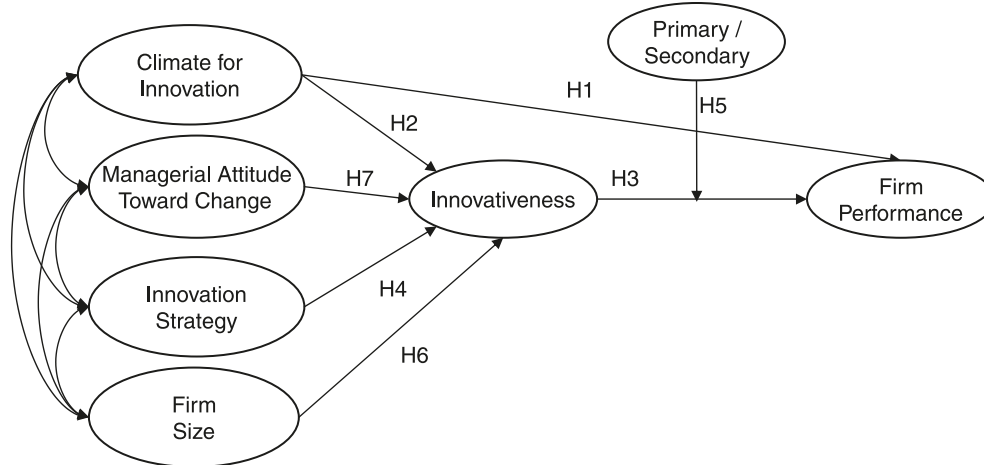 Primary /
Secondary
Climate for
Innovation
H1
H5
H2
Managerial Attitude
Toward Change
H7
Innovativeness
H3
Firm
Performance
Innovation
Strategy
H4
H6
Firm
Size